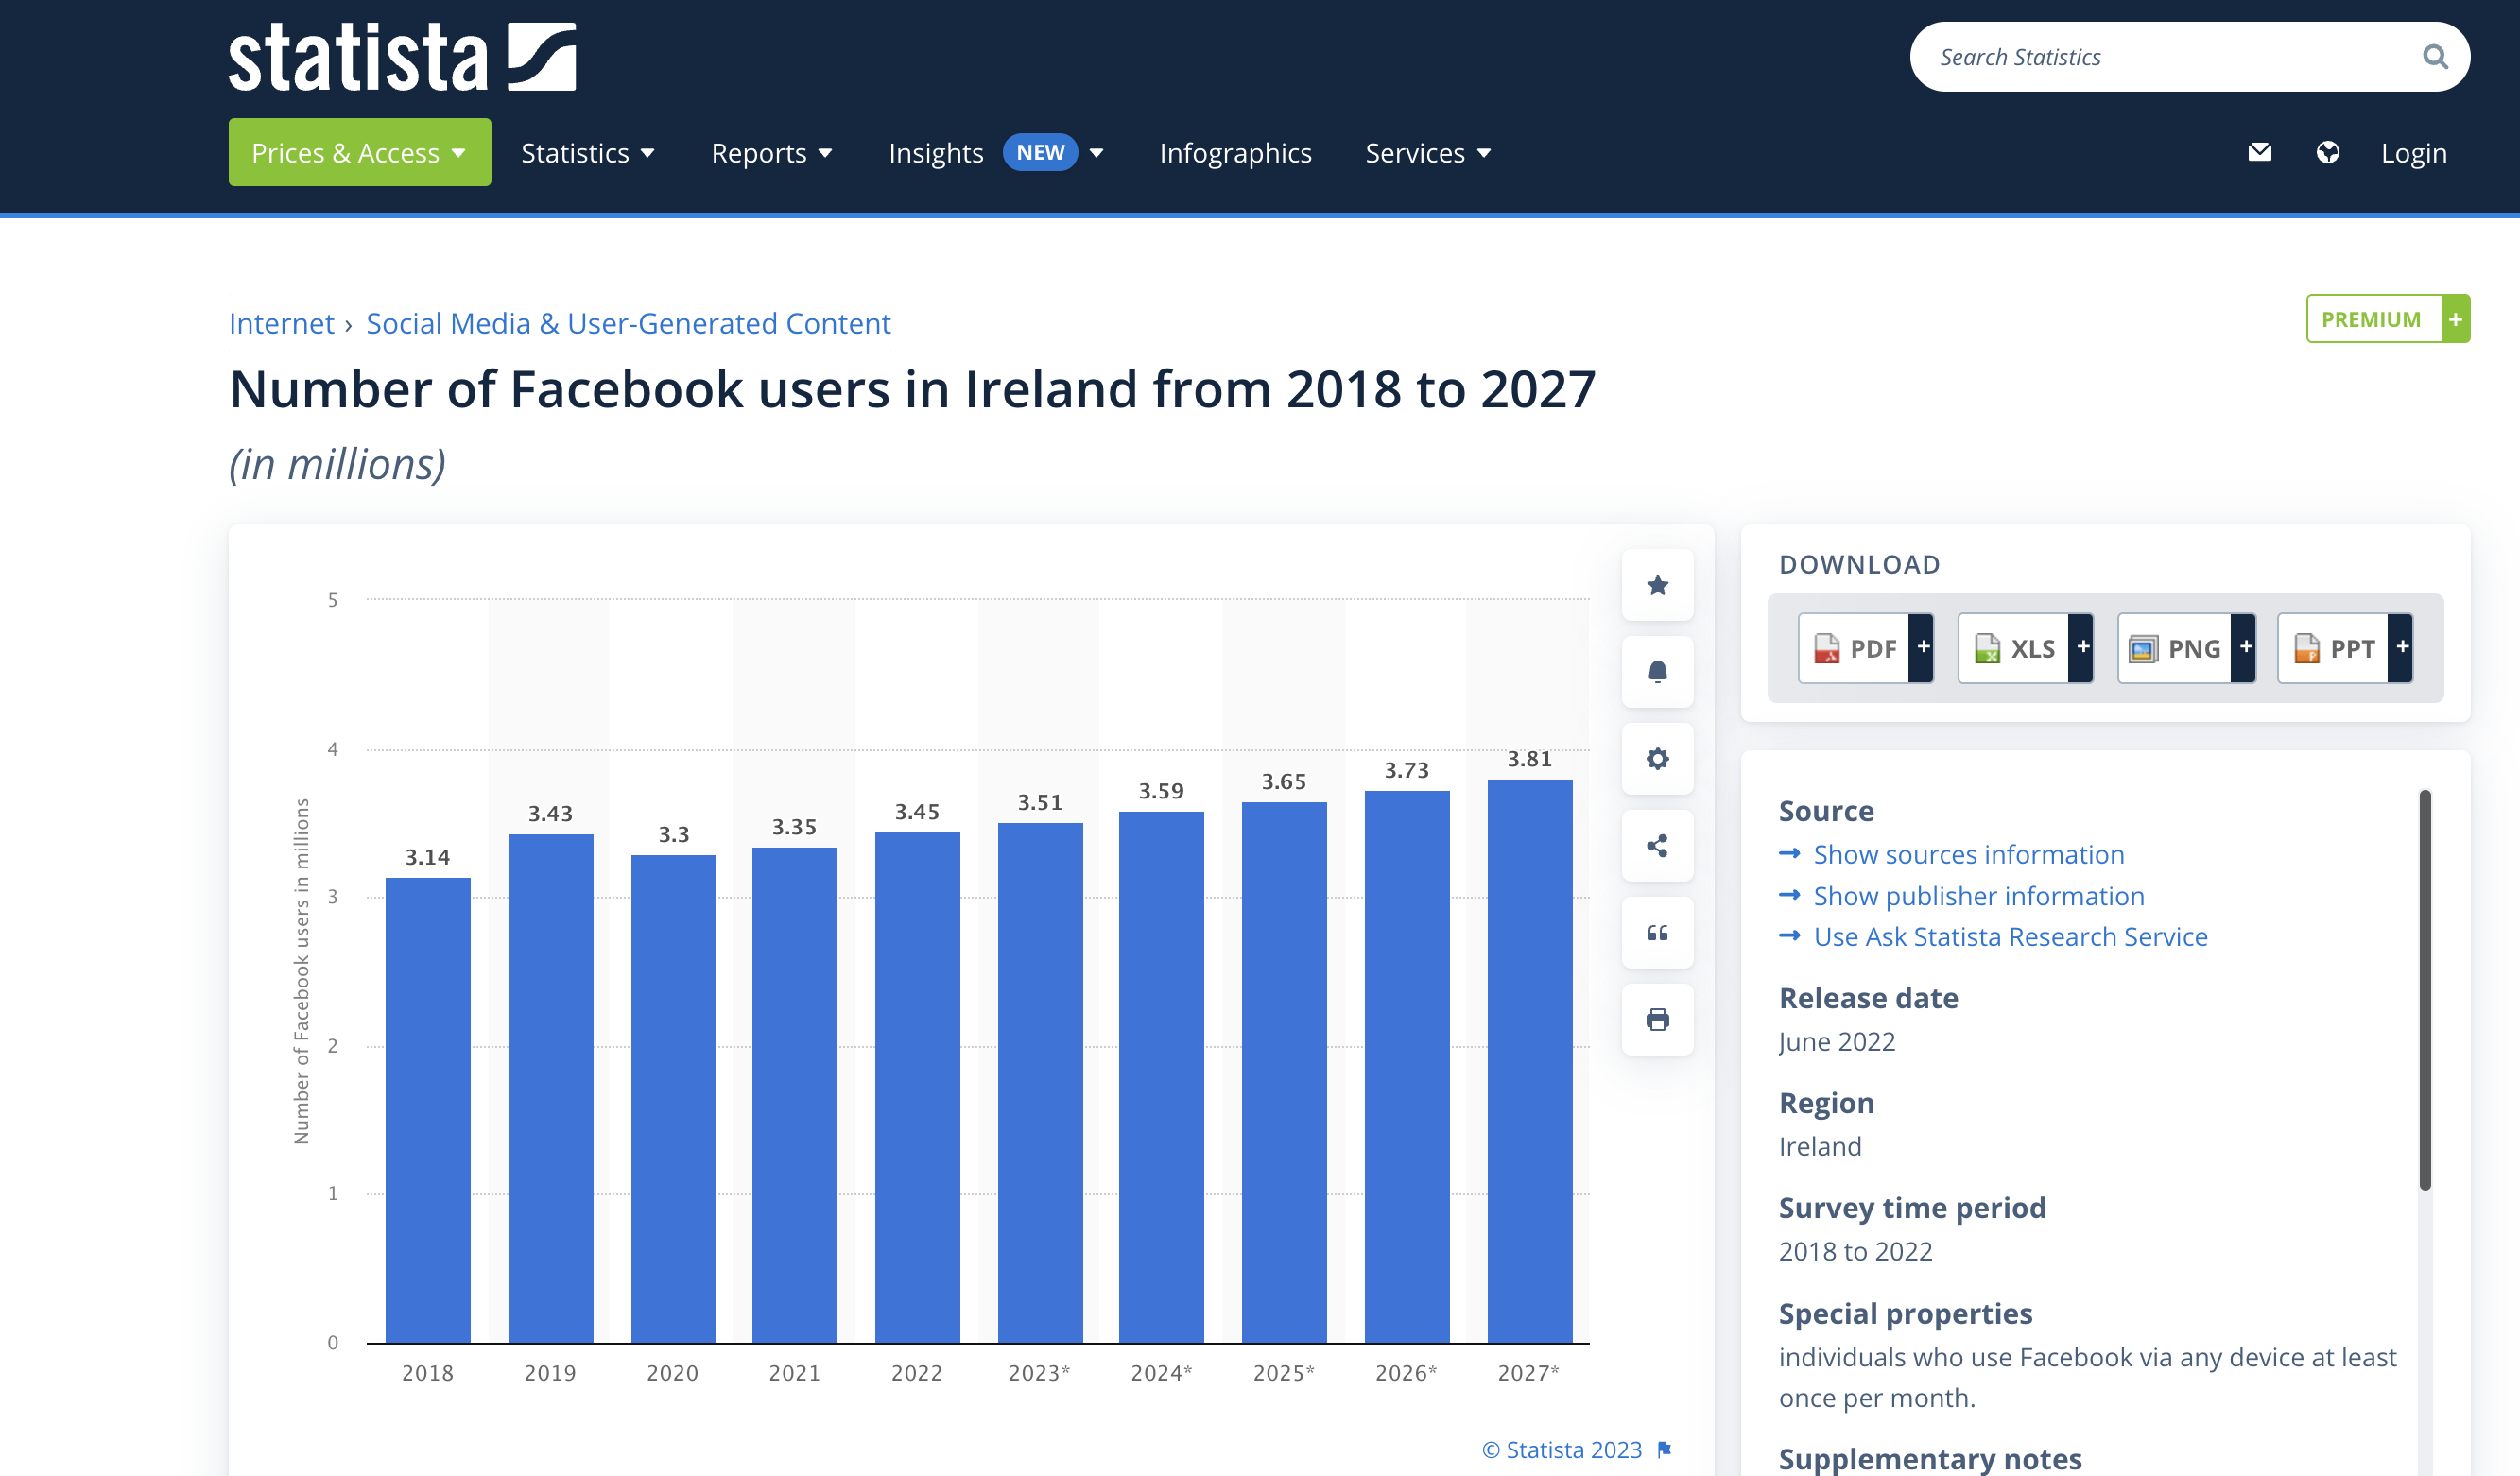 statista
Search Statistics
Prices & Access
Statistics
Reports
Insights NEW
Infographics
Services
Login
Internet › Social Media & User-Generated Content
PREMIUM +
Number of Facebook users in Ireland from 2018 to 2027
(in millions)
Number of Facebook users in millions
5
4
3
2
1
0
3.14
3.43
3.3
3.35
3.45
3.51
3.59
3.65
3.73
3.81
2018
2019
2020
2021
2022
2023*
2024*
2025*
2026*
2027*
© Statista 2023
DOWNLOAD
PDF +
XLS +
PNG +
PPT +
Source
→ Show sources information
→ Show publisher information
→ Use Ask Statista Research Service
Release date
June 2022
Region
Ireland
Survey time period
2018 to 2022
Special properties
individuals who use Facebook via any device at least
once per month.
Supplementary notes